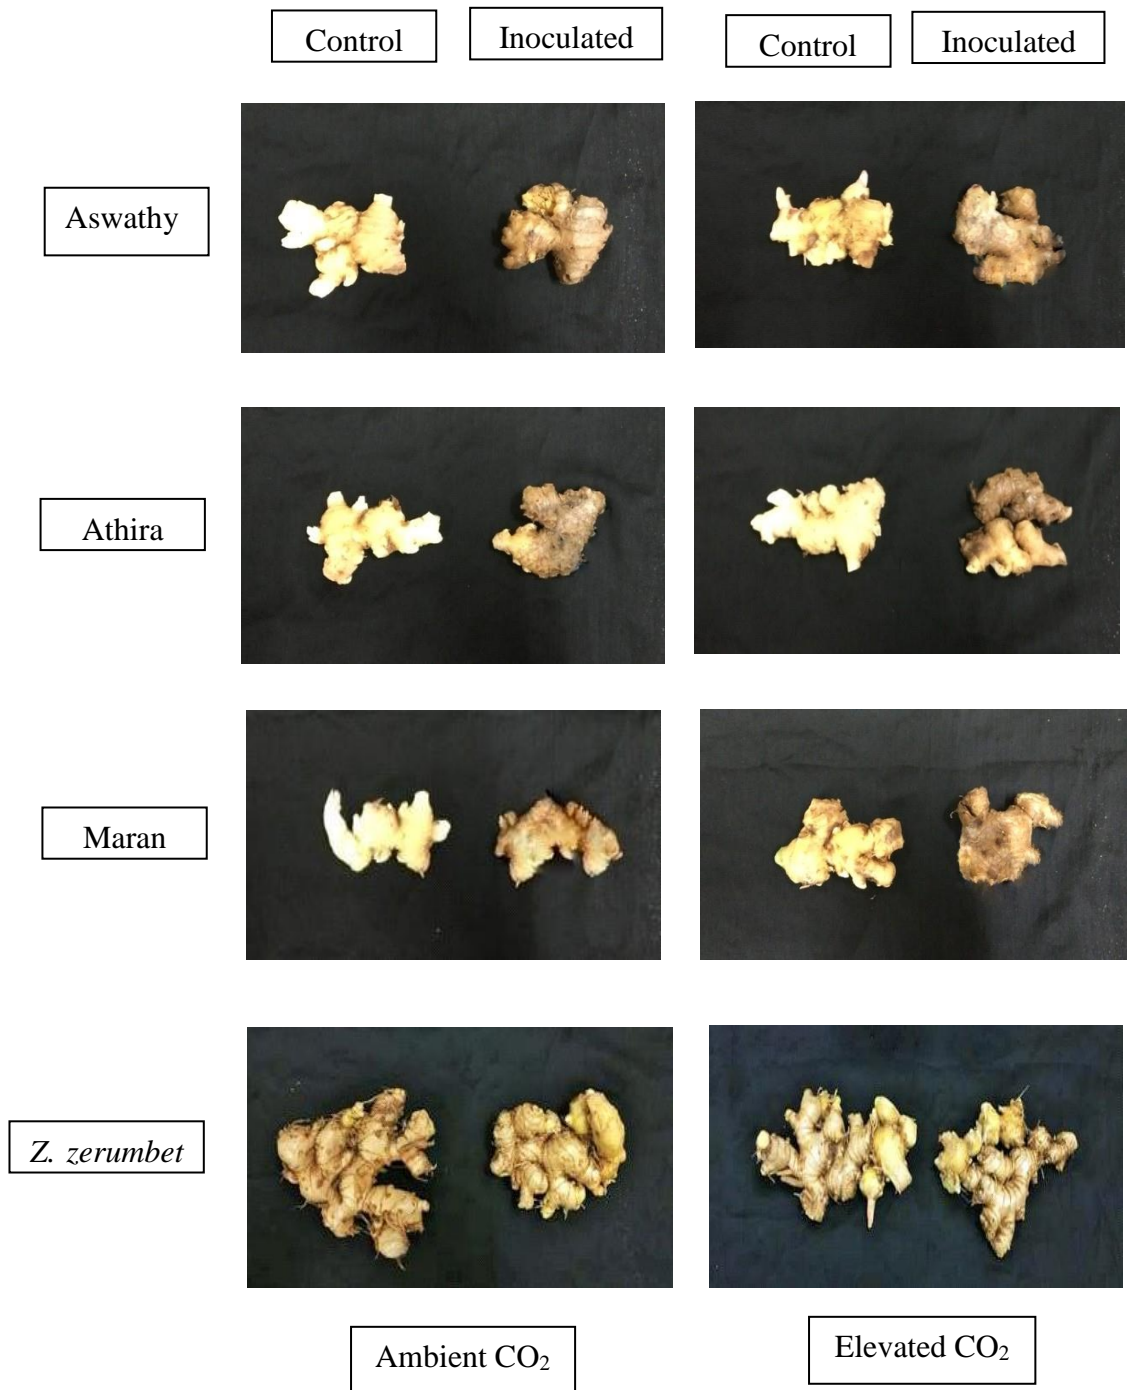 Control
Inoculated
Control
Inoculated
Aswathy
Athira
Maran
Z. zerumbet
Ambient CO₂
Elevated CO₂